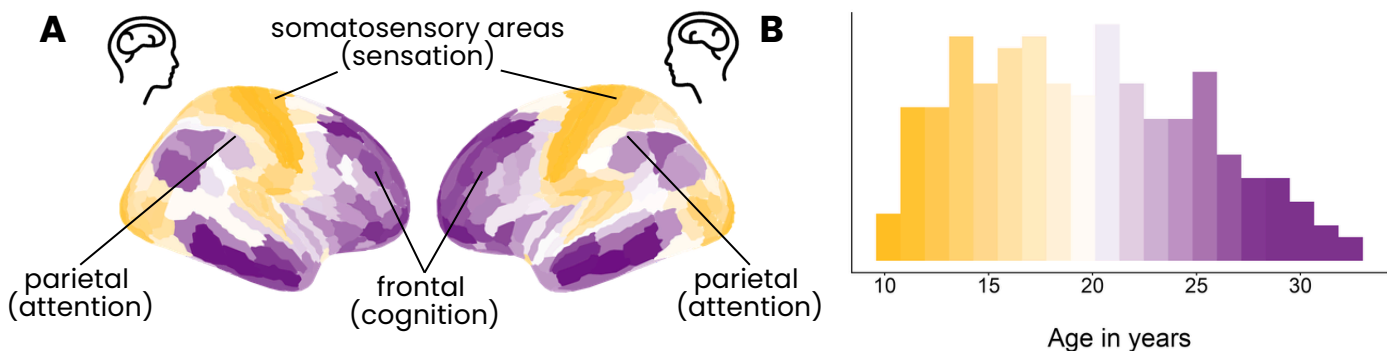 A
somatosensory areas
(sensation)
B
parietal
(attention)
frontal
(cognition)
parietal
(attention)
10 15 20 25 30
Age in years